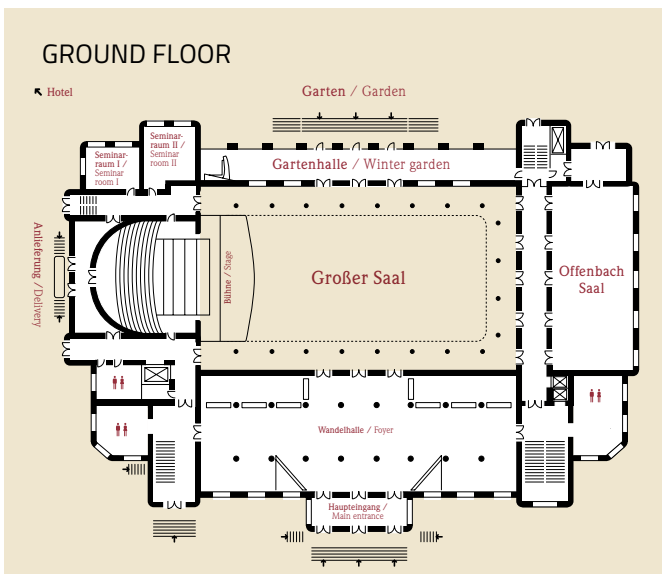 GROUND FLOOR
Hotel
Garten / Garden
Seminar-
raum II /
Seminar
room II
Seminar-
raum I /
Seminar
room I
Gartenhalle / Winter garden
Anlieferung / Delivery
Bühne / Stage
Großer Saal
Offenbach
Saal
Wandelhalle / Foyer
Haupteingang /
Main entrance